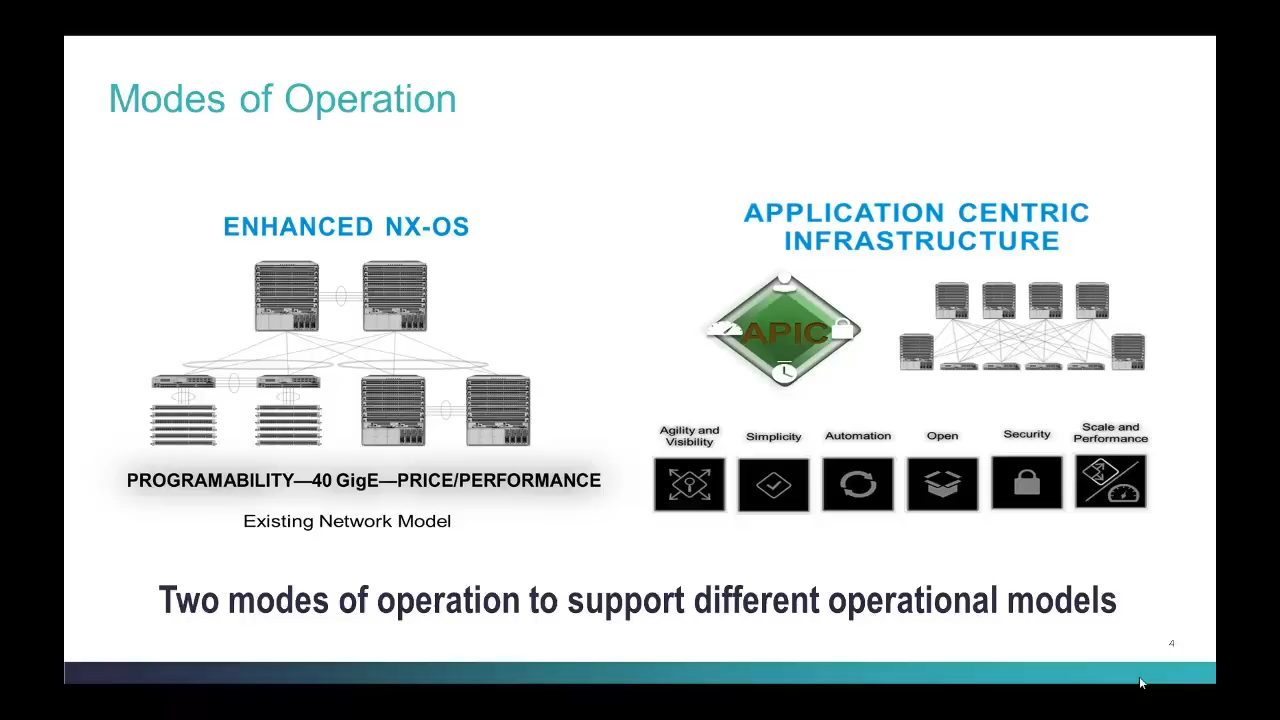 Modes of Operation
ENHANCED NX-OS
PROGRAMABILITY—40 GigE—PRICE/PERFORMANCE
Existing Network Model
APPLICATION CENTRIC
INFRASTRUCTURE
APIC
Agility and
Visibility
Simplicity
Automation
Open
Security
Scale and
Performance
Two modes of operation to support different operational models
4